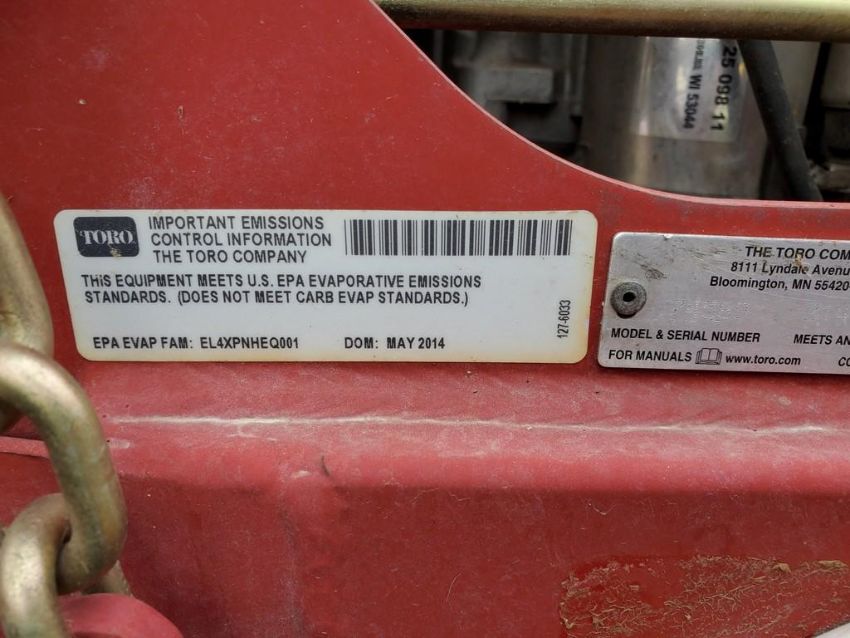 TORO
IMPORTANT EMISSIONS
CONTROL INFORMATION
THE TORO COMPANY
THIS EQUIPMENT MEETS U.S. EPA EVAPORATIVE EMISSIONS
STANDARDS. (DOES NOT MEET CARB EVAP STANDARDS.)
EPA EVAP FAM: EL4XPNHEQ001 DOM: MAY 2014
127-6033
THE TORO COM
8111 Lyndale Avenu
Bloomington, MN 55420
MODEL & SERIAL NUMBER MEETS AN
FOR MANUALS www.toro.com CO
25 098 11
WI 53044